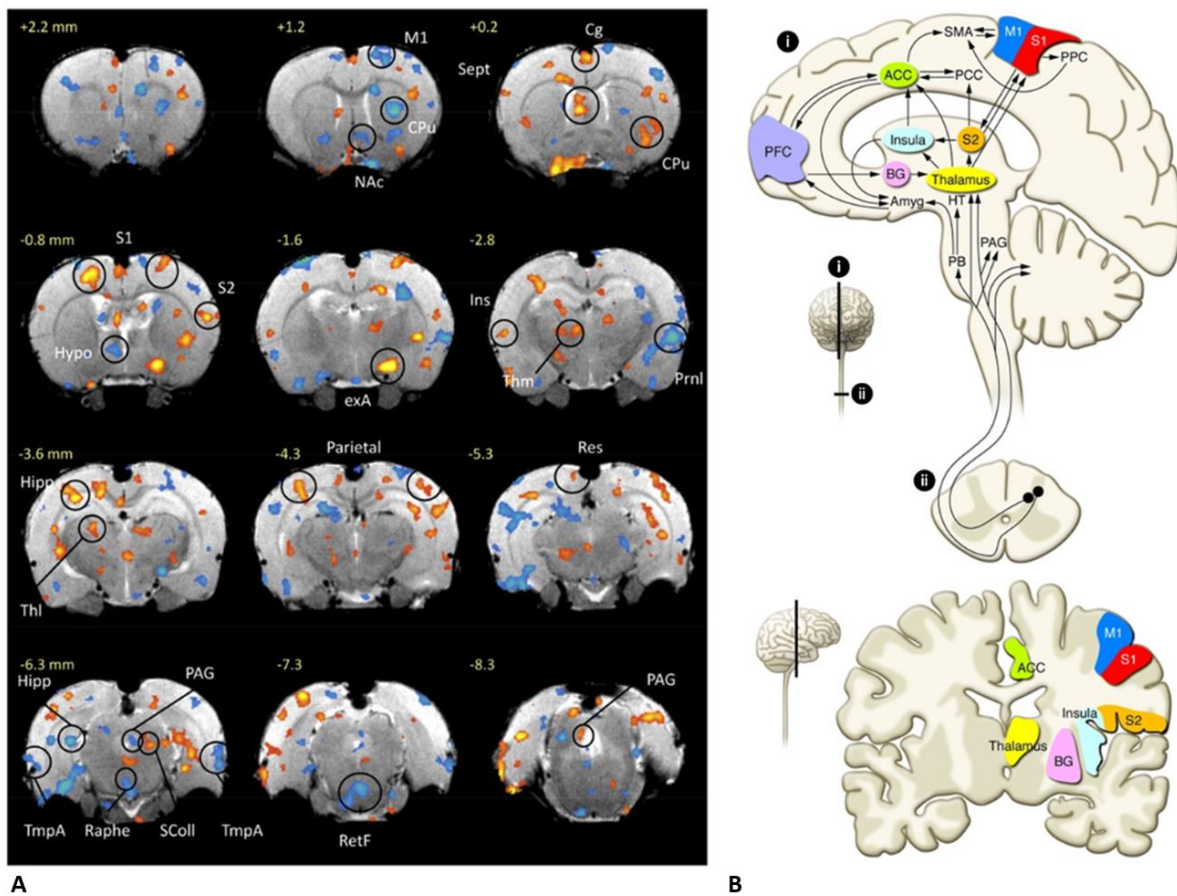 +2.2 mm
+1.2
M1
CPu
NAc
+0.2
Cg
Sept
CPu
-0.8 mm
S1
S2
Hypo
-1.6
exA
-2.8
Ins
Thm
Prnl
-3.6 mm
Hipp
Thl
-4.3
Parietal
-5.3
Res
-6.3 mm
Hipp
PAG
TmpA
Raphe
SColl
TmpA
-7.3
RetF
-8.3
PAG
A
i
SMA
M1
S1
PPC
ACC
PCC
PFC
Insula
S2
BG
Thalamus
Amyg
HT
PB
PAG
i
ii
ii
M1
S1
ACC
Insula
S2
Thalamus
BG
B